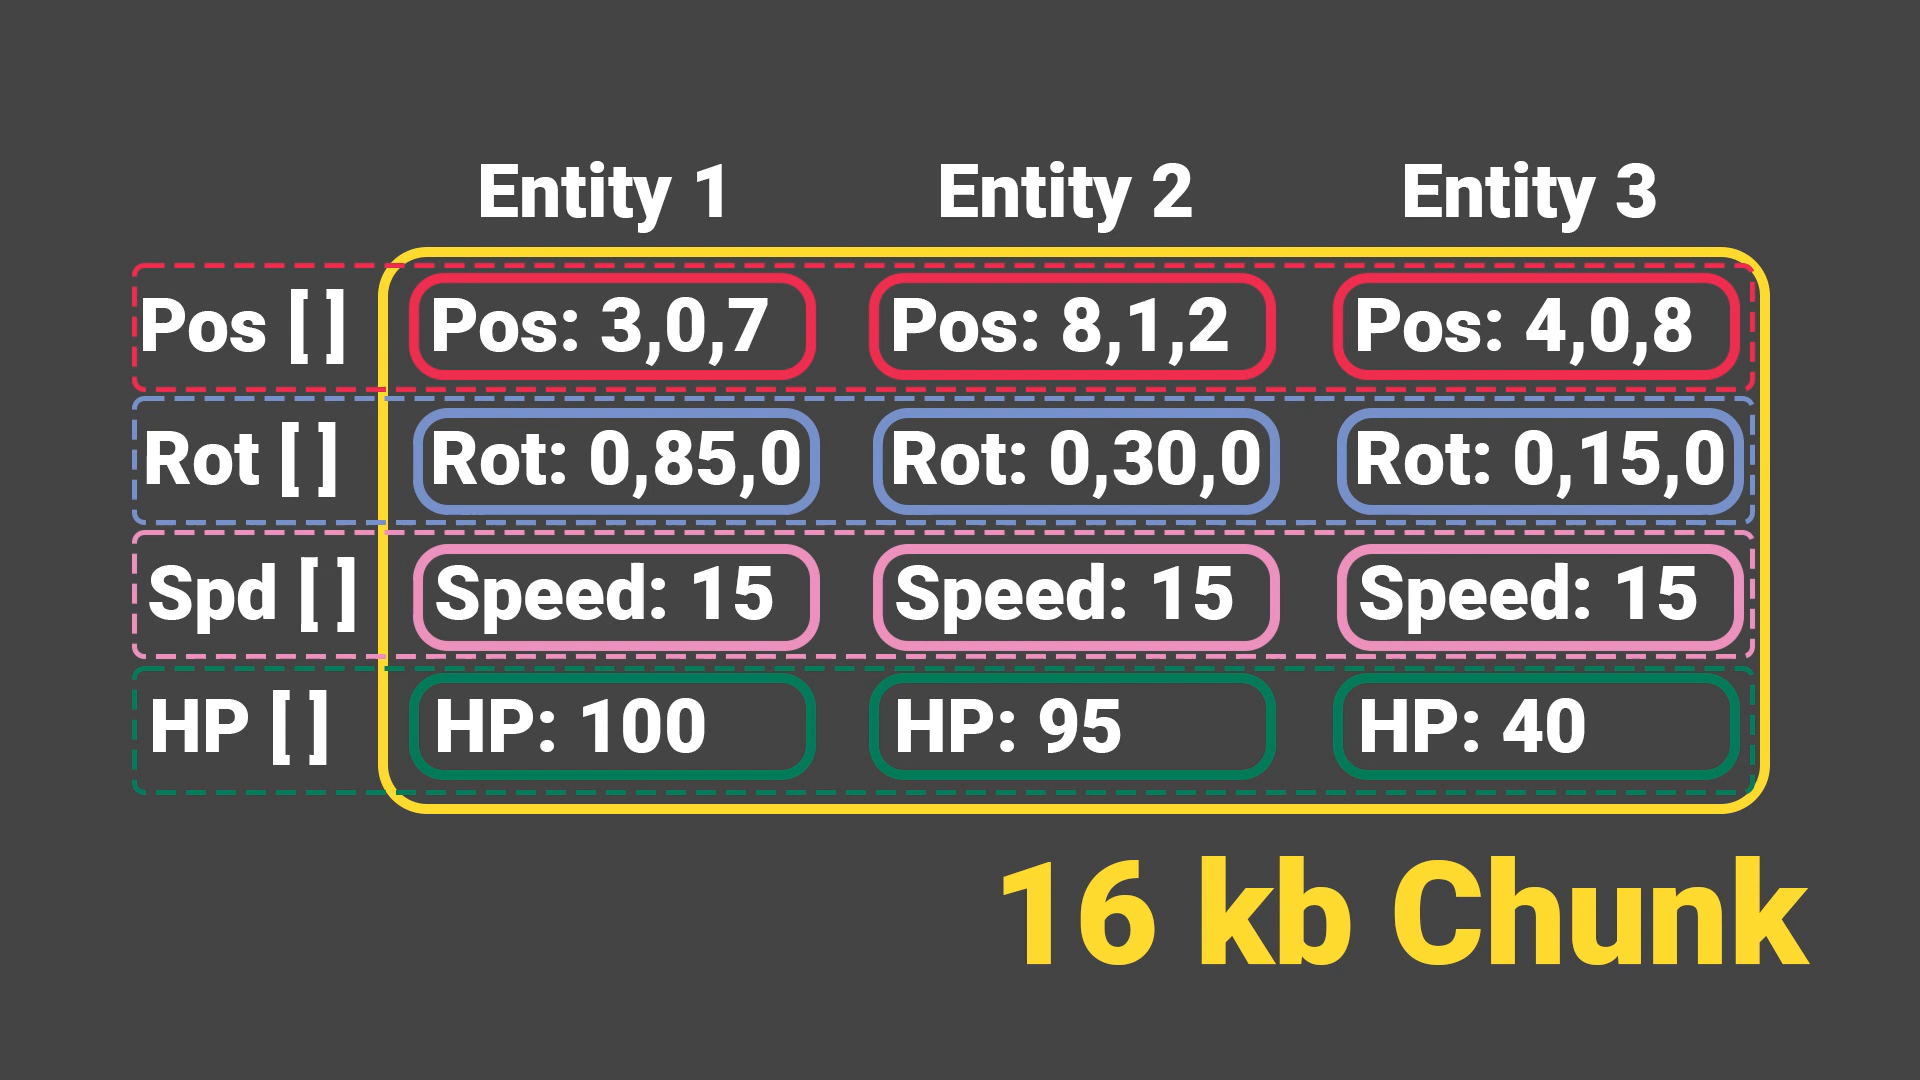 Entity 1 Entity 2 Entity 3
Pos [ ] Pos: 3,0,7 Pos: 8,1,2 Pos: 4,0,8
Rot [ ] Rot: 0,85,0 Rot: 0,30,0 Rot: 0,15,0
Spd [ ] Speed: 15 Speed: 15 Speed: 15
HP [ ] HP: 100 HP: 95 HP: 40
16 kb Chunk